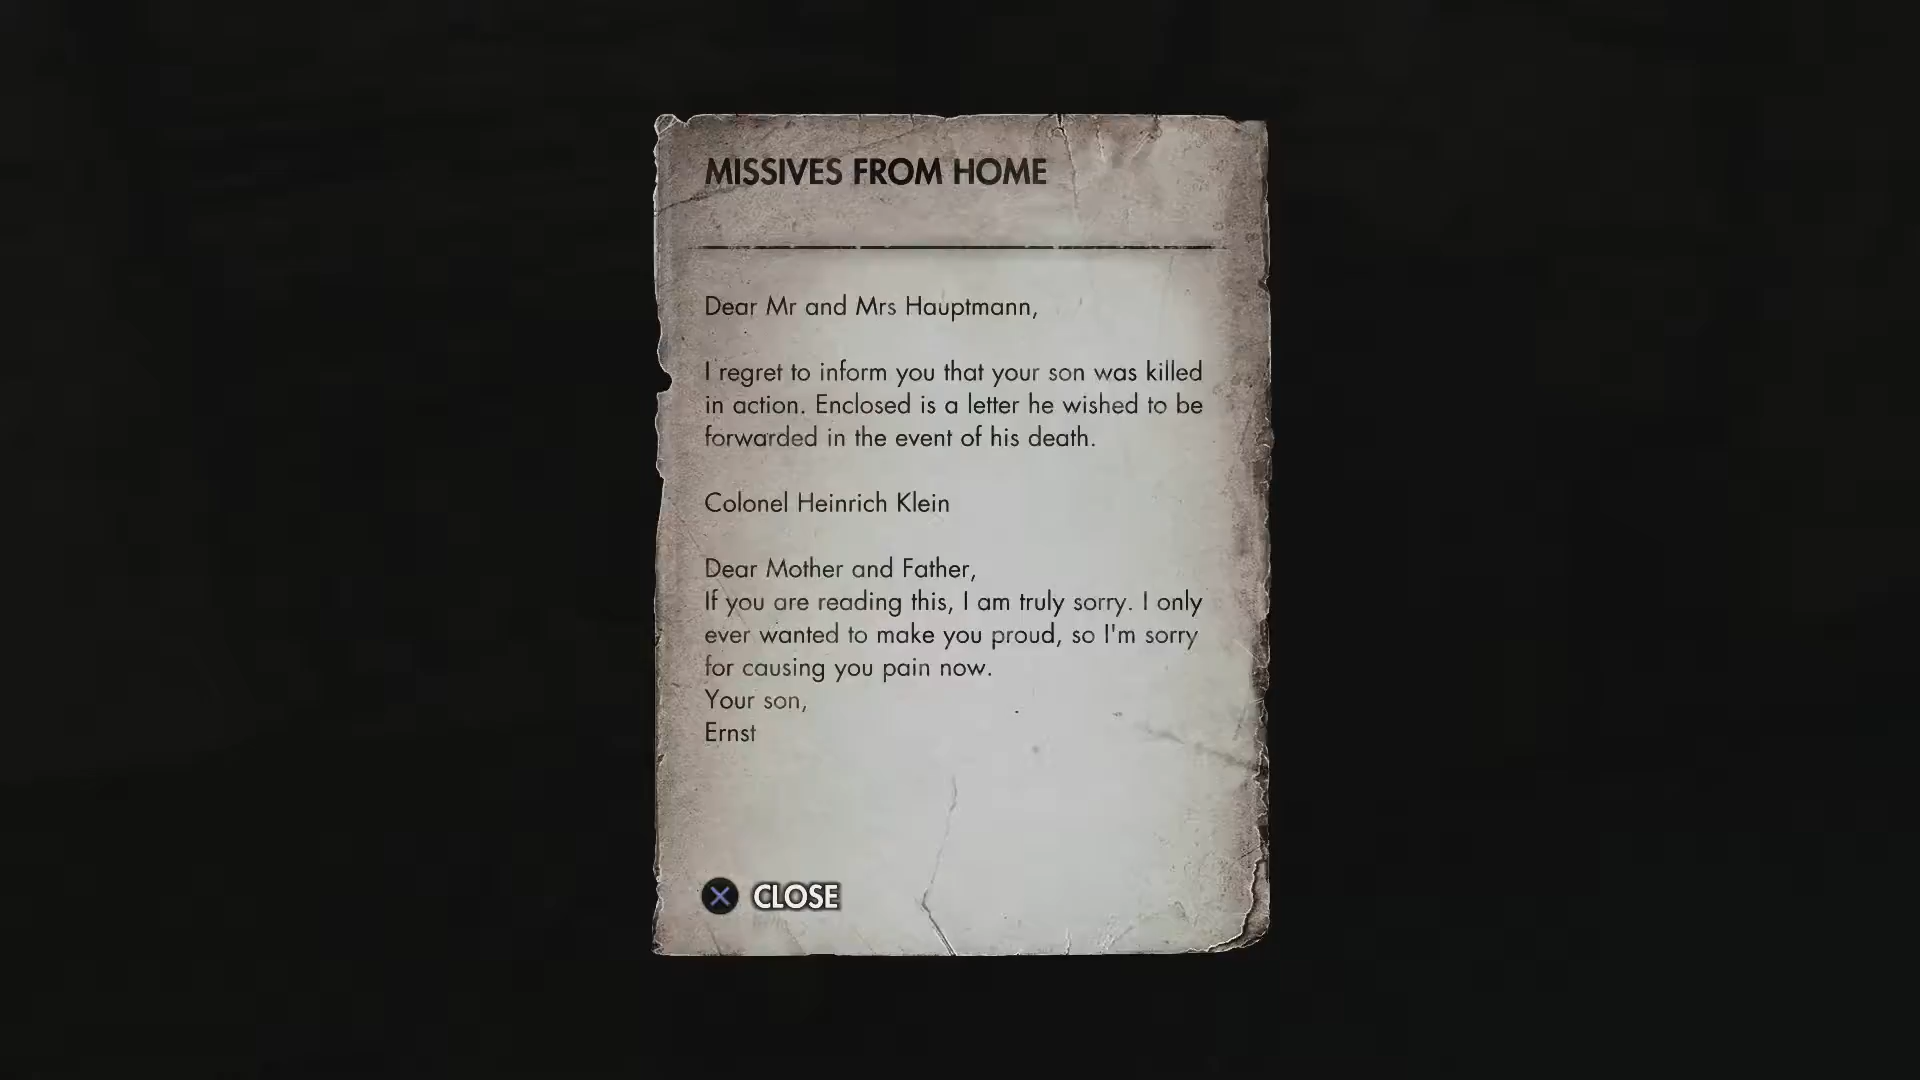 MISSIVES FROM HOME
Dear Mr and Mrs Hauptmann,
I regret to inform you that your son was killed
in action. Enclosed is a letter he wished to be
forwarded in the event of his death.
Colonel Heinrich Klein
Dear Mother and Father,
If you are reading this, I am truly sorry. I only
ever wanted to make you proud, so I'm sorry
for causing you pain now.
Your son,
Ernst
CLOSE